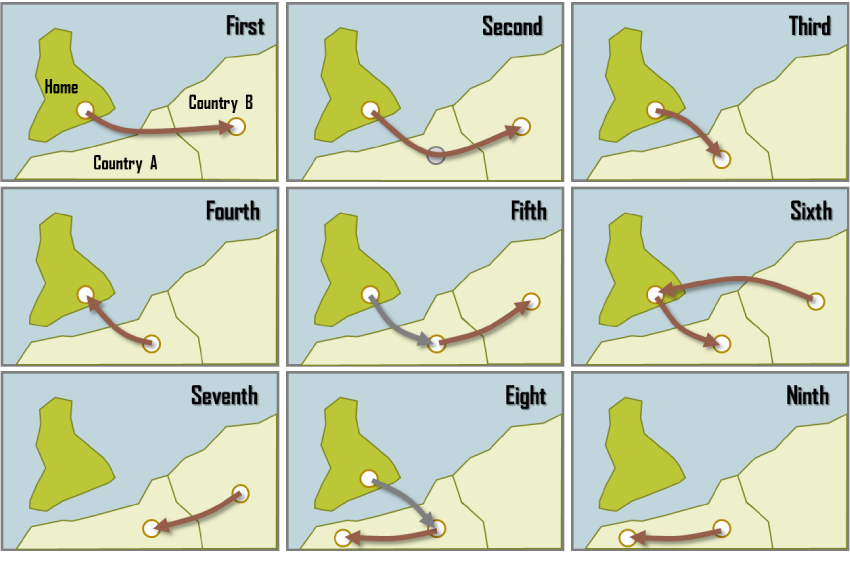 First
Home
Country B
Country A
Second
Third
Fourth
Fifth
Sixth
Seventh
Eight
Ninth